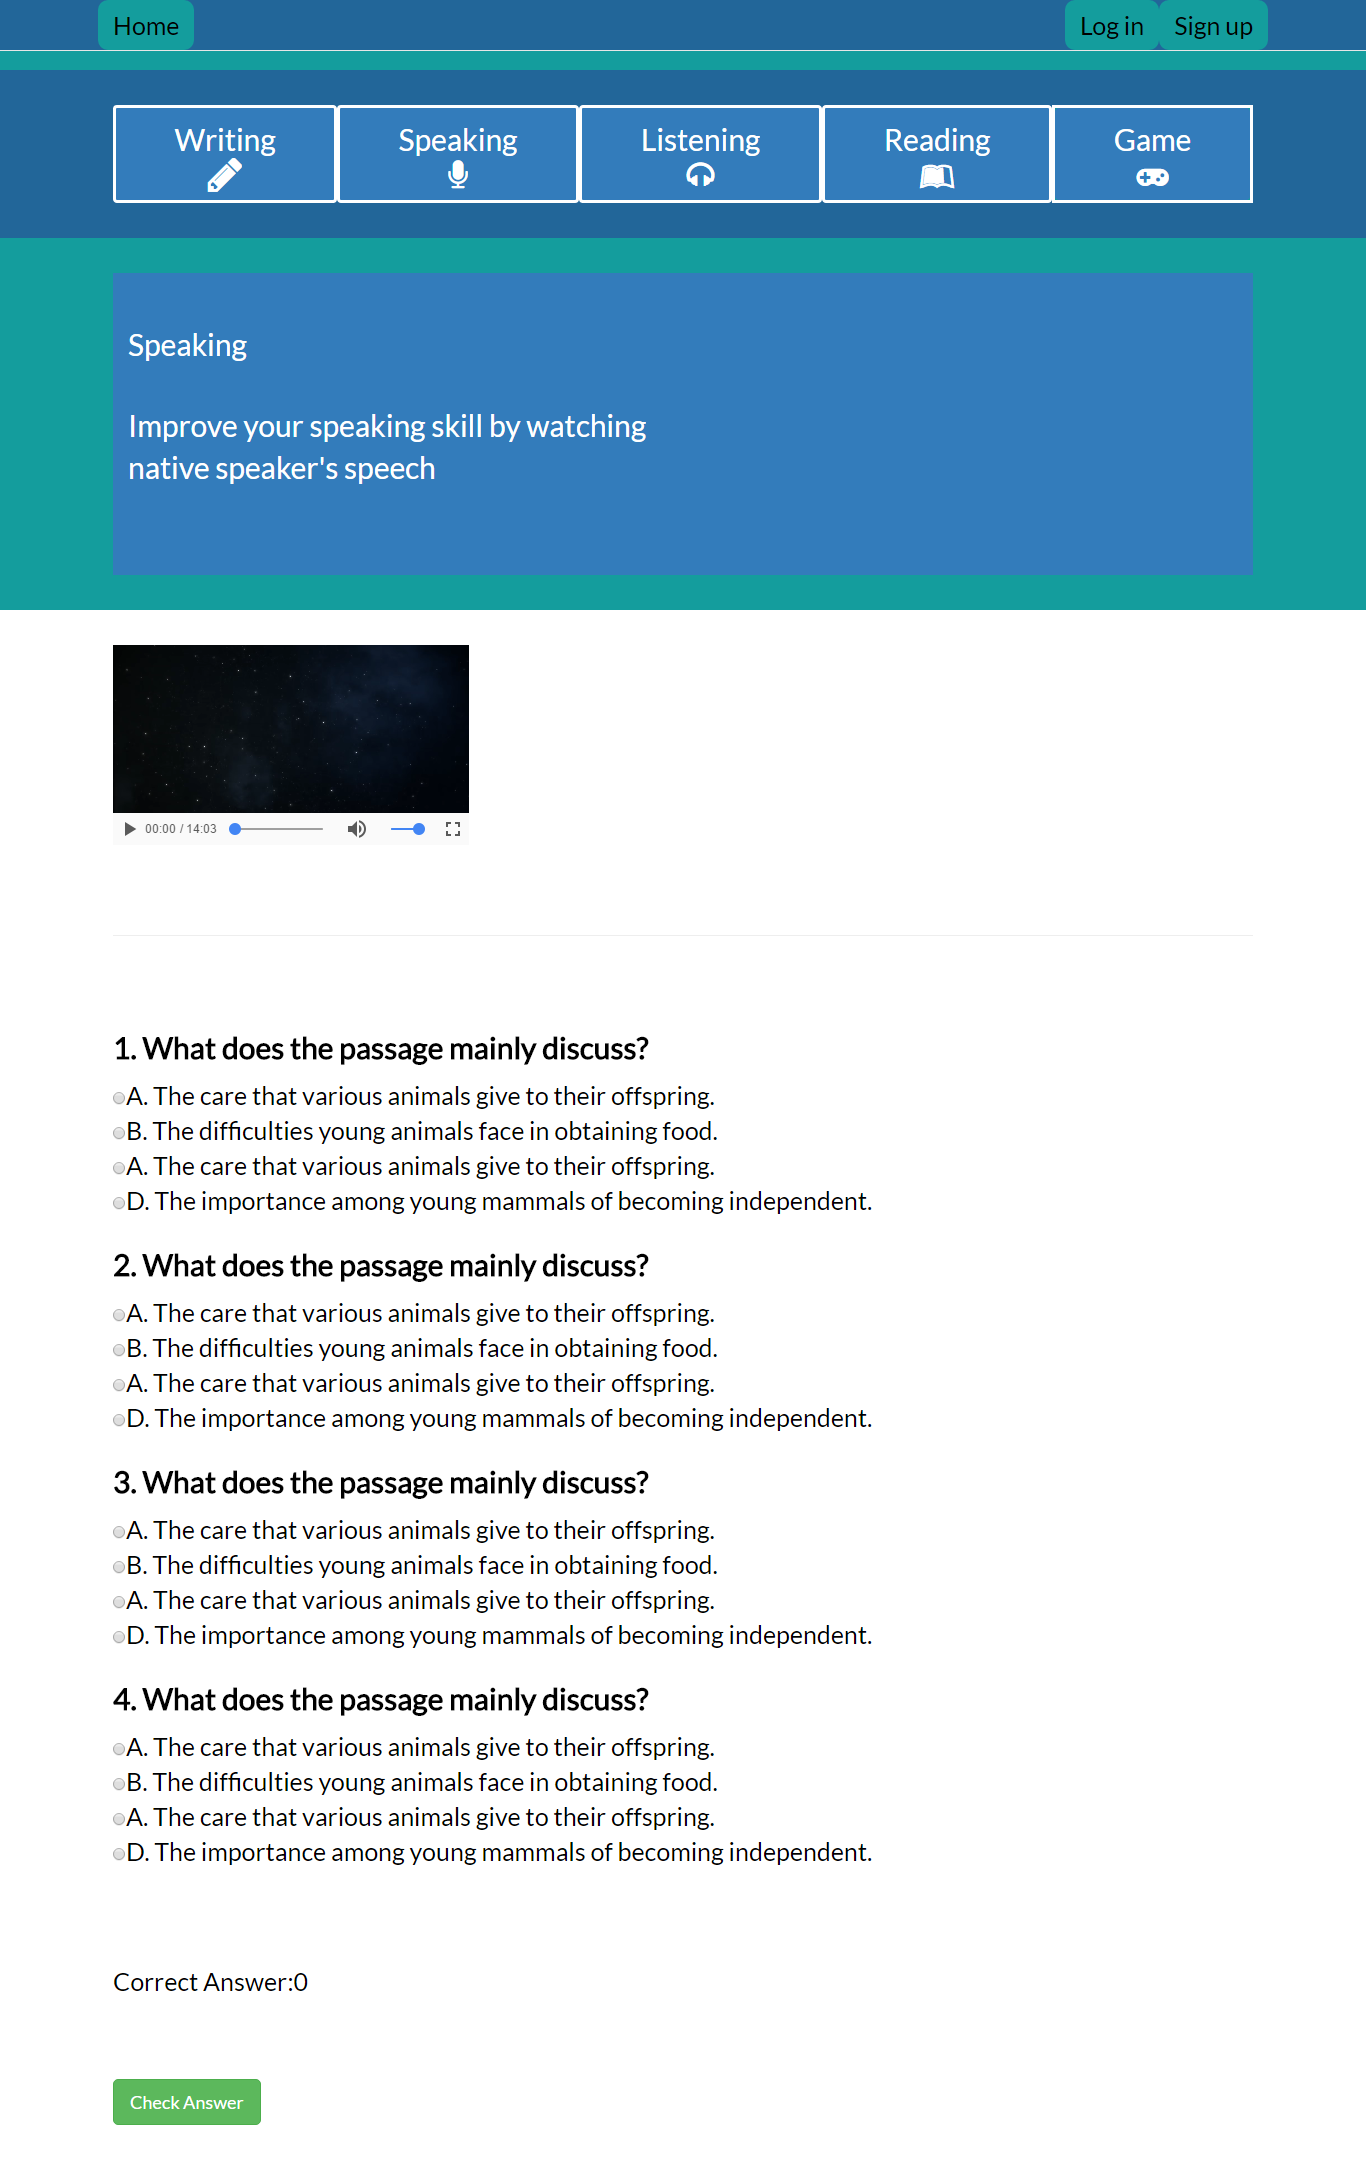 Home
Log in
Sign up
Writing
Speaking
Listening
Reading
Game
Speaking
Improve your speaking skill by watching
native speaker's speech
00:00 / 14:03
1. What does the passage mainly discuss?
A. The care that various animals give to their offspring.
B. The difficulties young animals face in obtaining food.
A. The care that various animals give to their offspring.
D. The importance among young mammals of becoming independent.
2. What does the passage mainly discuss?
A. The care that various animals give to their offspring.
B. The difficulties young animals face in obtaining food.
A. The care that various animals give to their offspring.
D. The importance among young mammals of becoming independent.
3. What does the passage mainly discuss?
A. The care that various animals give to their offspring.
B. The difficulties young animals face in obtaining food.
A. The care that various animals give to their offspring.
D. The importance among young mammals of becoming independent.
4. What does the passage mainly discuss?
A. The care that various animals give to their offspring.
B. The difficulties young animals face in obtaining food.
A. The care that various animals give to their offspring.
D. The importance among young mammals of becoming independent.
Correct Answer:0
Check Answer